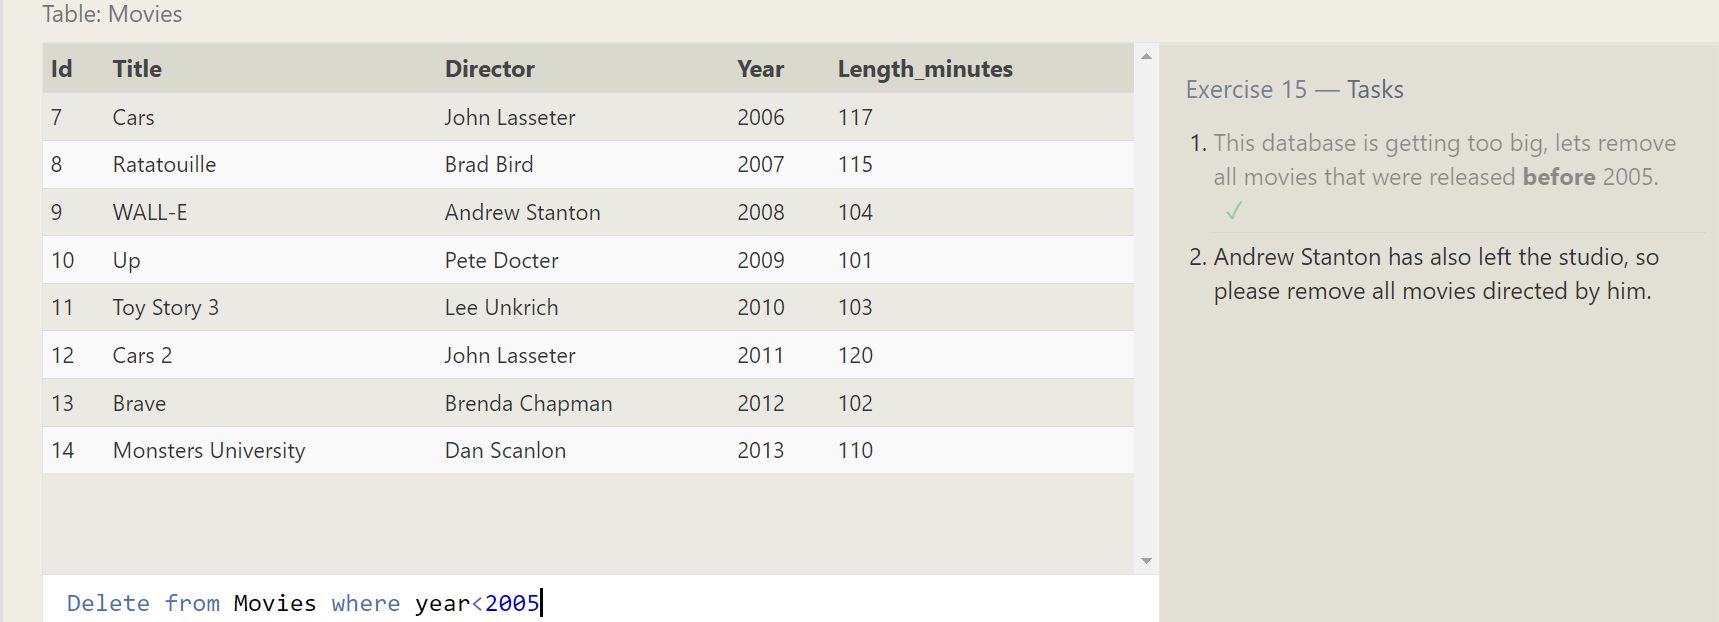 Table: Movies
Id Title Director Year Length_minutes
7 Cars John Lasseter 2006 117
8 Ratatouille Brad Bird 2007 115
9 WALL-E Andrew Stanton 2008 104
10 Up Pete Docter 2009 101
11 Toy Story 3 Lee Unkrich 2010 103
12 Cars 2 John Lasseter 2011 120
13 Brave Brenda Chapman 2012 102
14 Monsters University Dan Scanlon 2013 110
Delete from Movies where year<2005
Exercise 15 — Tasks
1. This database is getting too big, lets remove
all movies that were released before 2005.
✓
2. Andrew Stanton has also left the studio, so
please remove all movies directed by him.